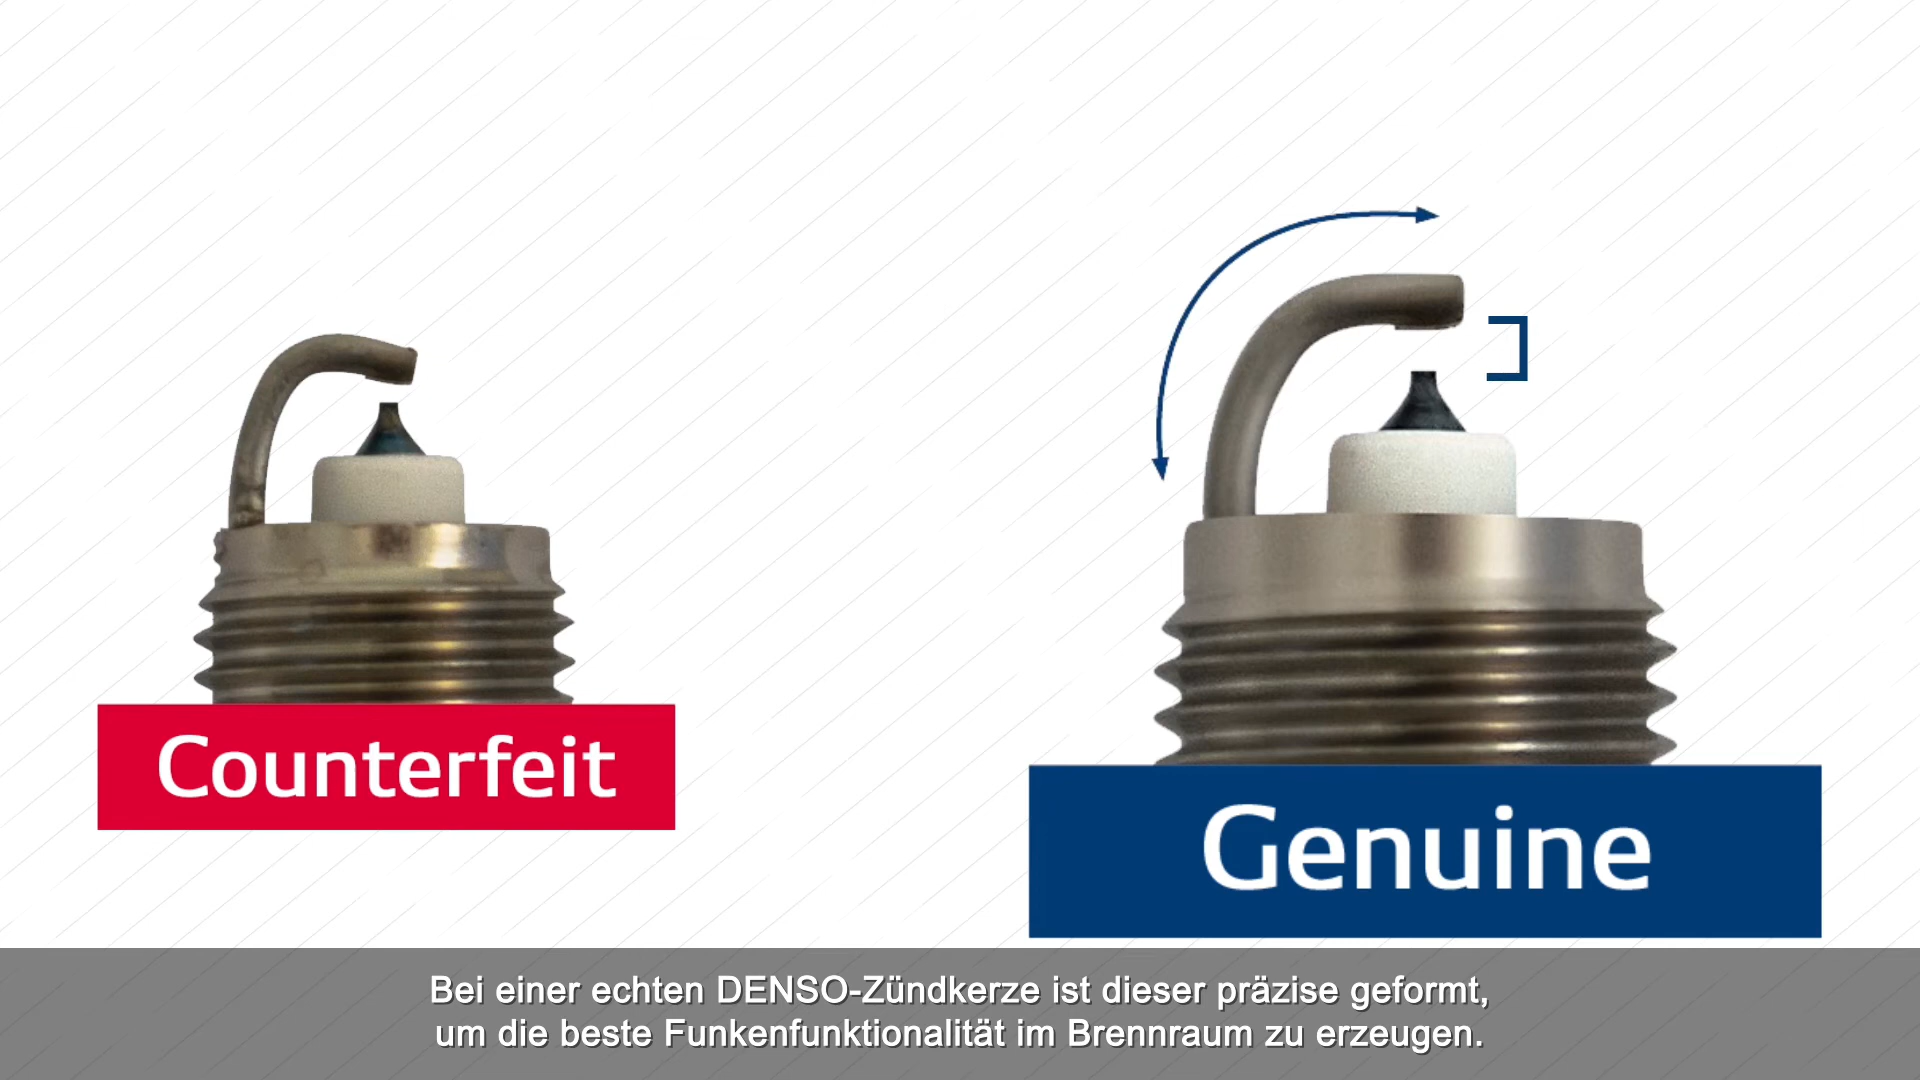 Counterfeit
Genuine
Bei einer echten DENSO-Zündkerze ist dieser präzise geformt,
um die beste Funkenfunktionalität im Brennraum zu erzeugen.